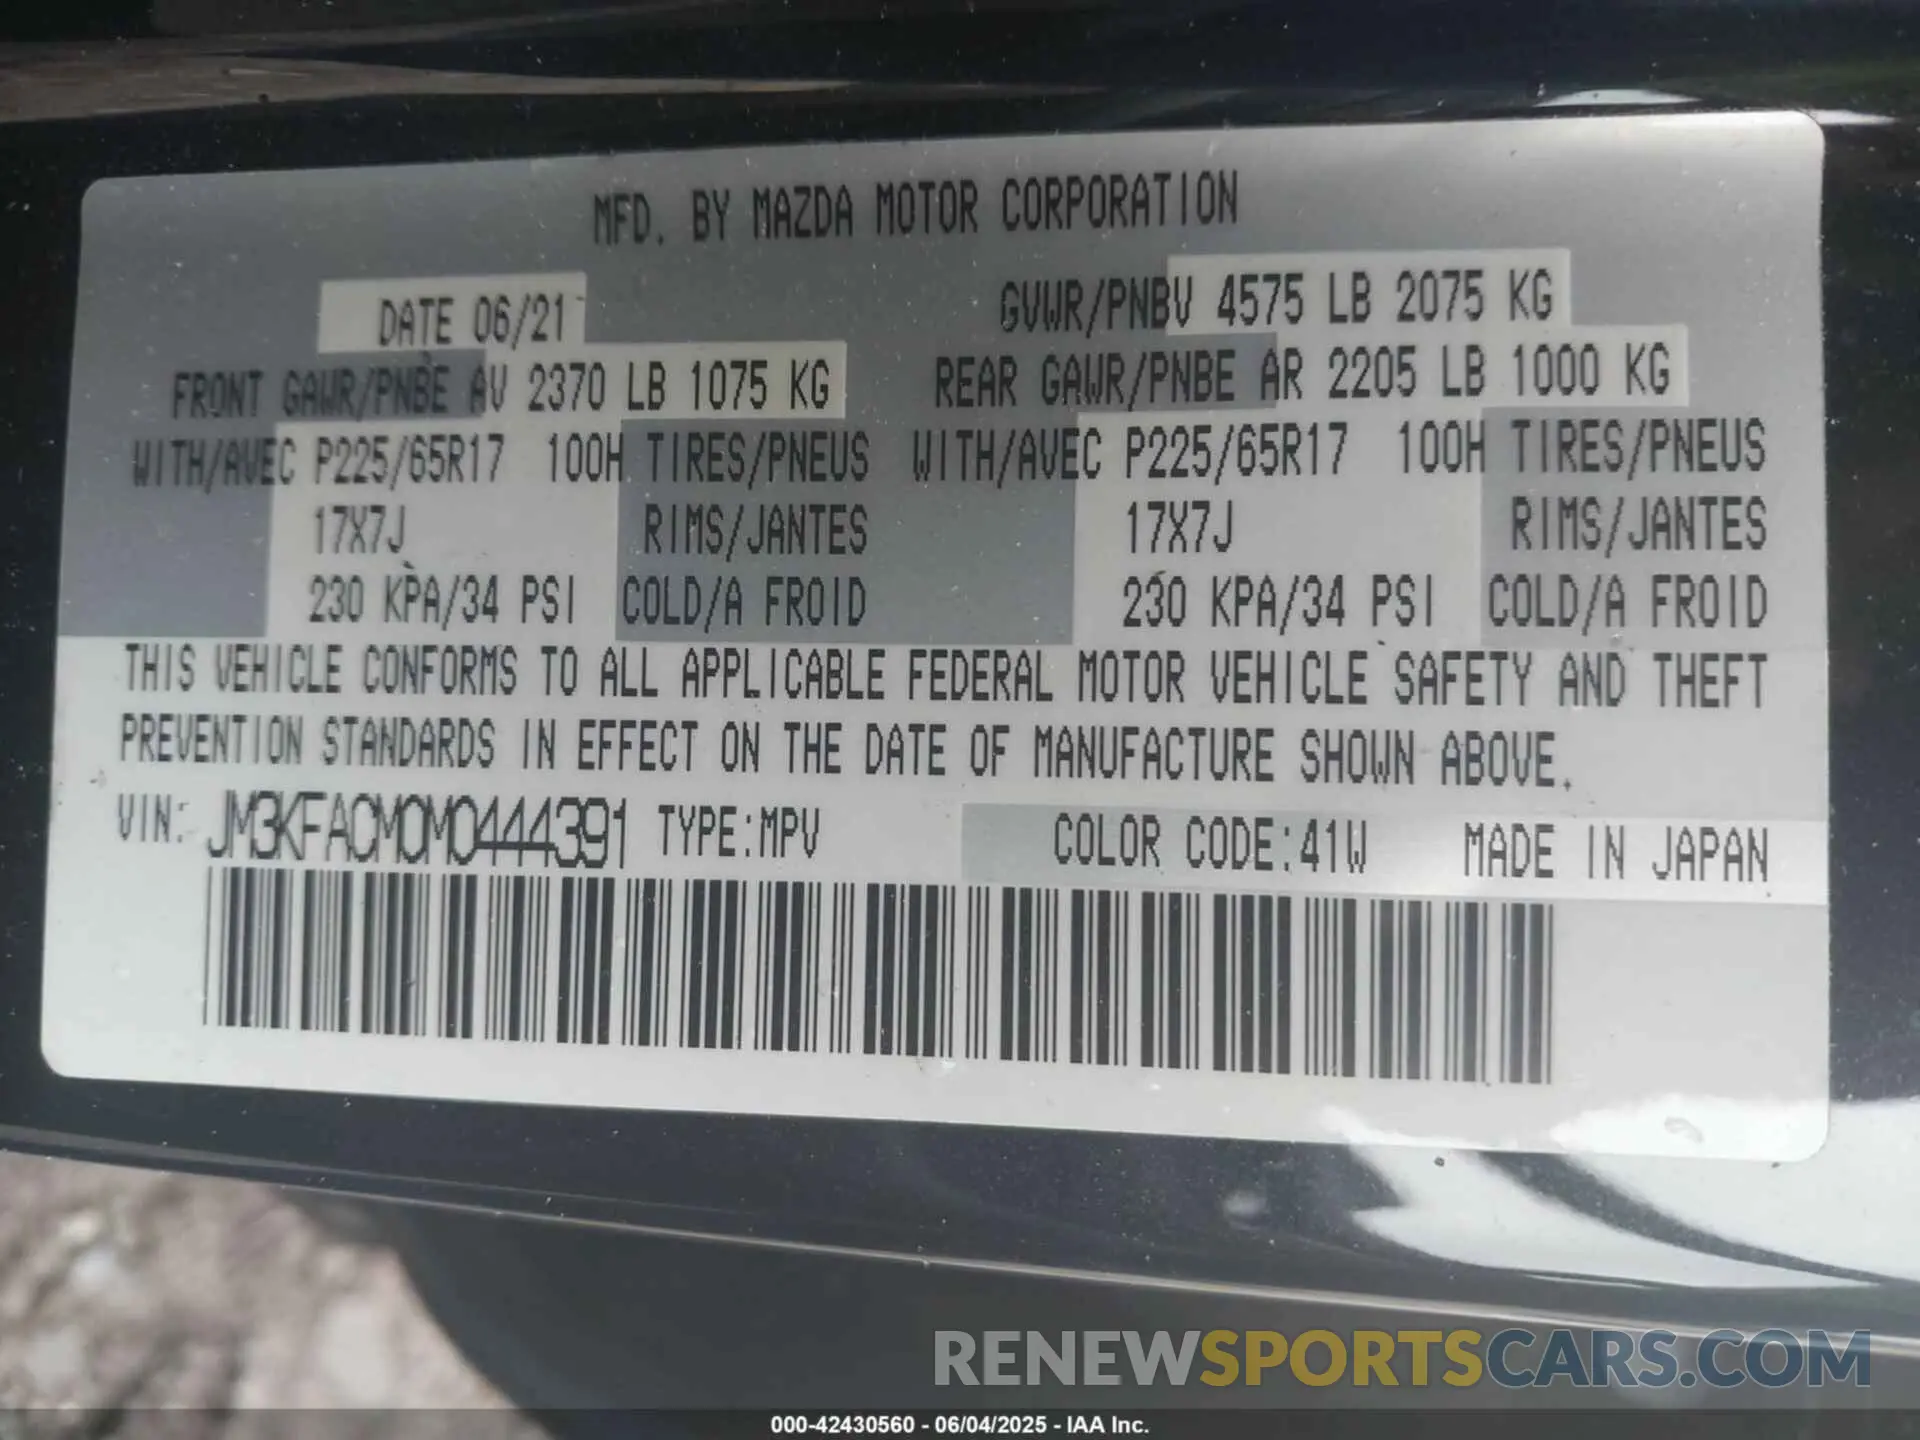 MFD. BY MAZDA MOTOR CORPORATION
DATE 06/21 GVWR/PNBV 4575 LB 2075 KG
FRONT GAWR/PNBE AV 2370 LB 1075 KG REAR GAWR/PNBE AR 2205 LB 1000 KG
WITH/AVEC P225/65R17 100H TIRES/PNEUS WITH/AVEC P225/65R17 100H TIRES/PNEUS
17X7J RIMS/JANTES 17X7J RIMS/JANTES
230 KPA/34 PSI COLD/A FROID 230 KPA/34 PSI COLD/A FROID
THIS VEHICLE CONFORMS TO ALL APPLICABLE FEDERAL MOTOR VEHICLE SAFETY AND THEFT
PREVENTION STANDARDS IN EFFECT ON THE DATE OF MANUFACTURE SHOWN ABOVE.
VIN: JM3KFACM0M0444391 TYPE:MPV COLOR CODE:41W MADE IN JAPAN
RENEWSPORTSCARS.COM
000-42430560 - 06/04/2025 - IAA Inc.